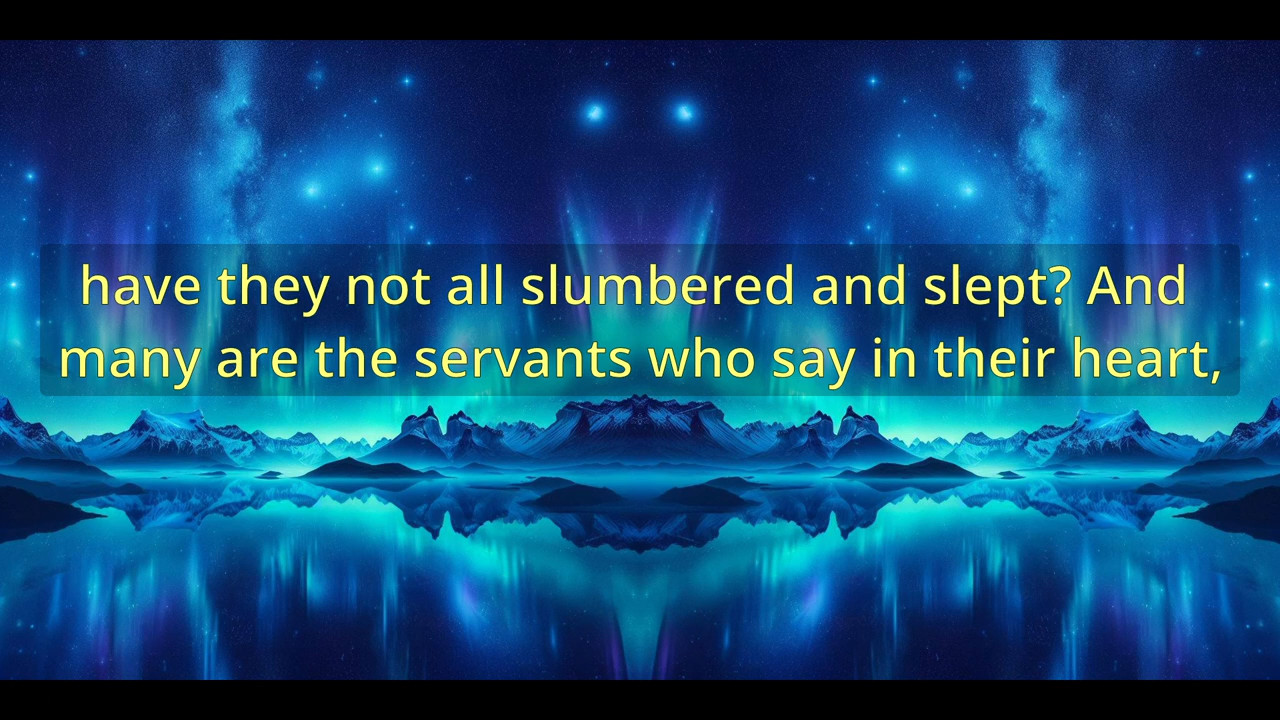 have they not all slumbered and slept? And
many are the servants who say in their heart,